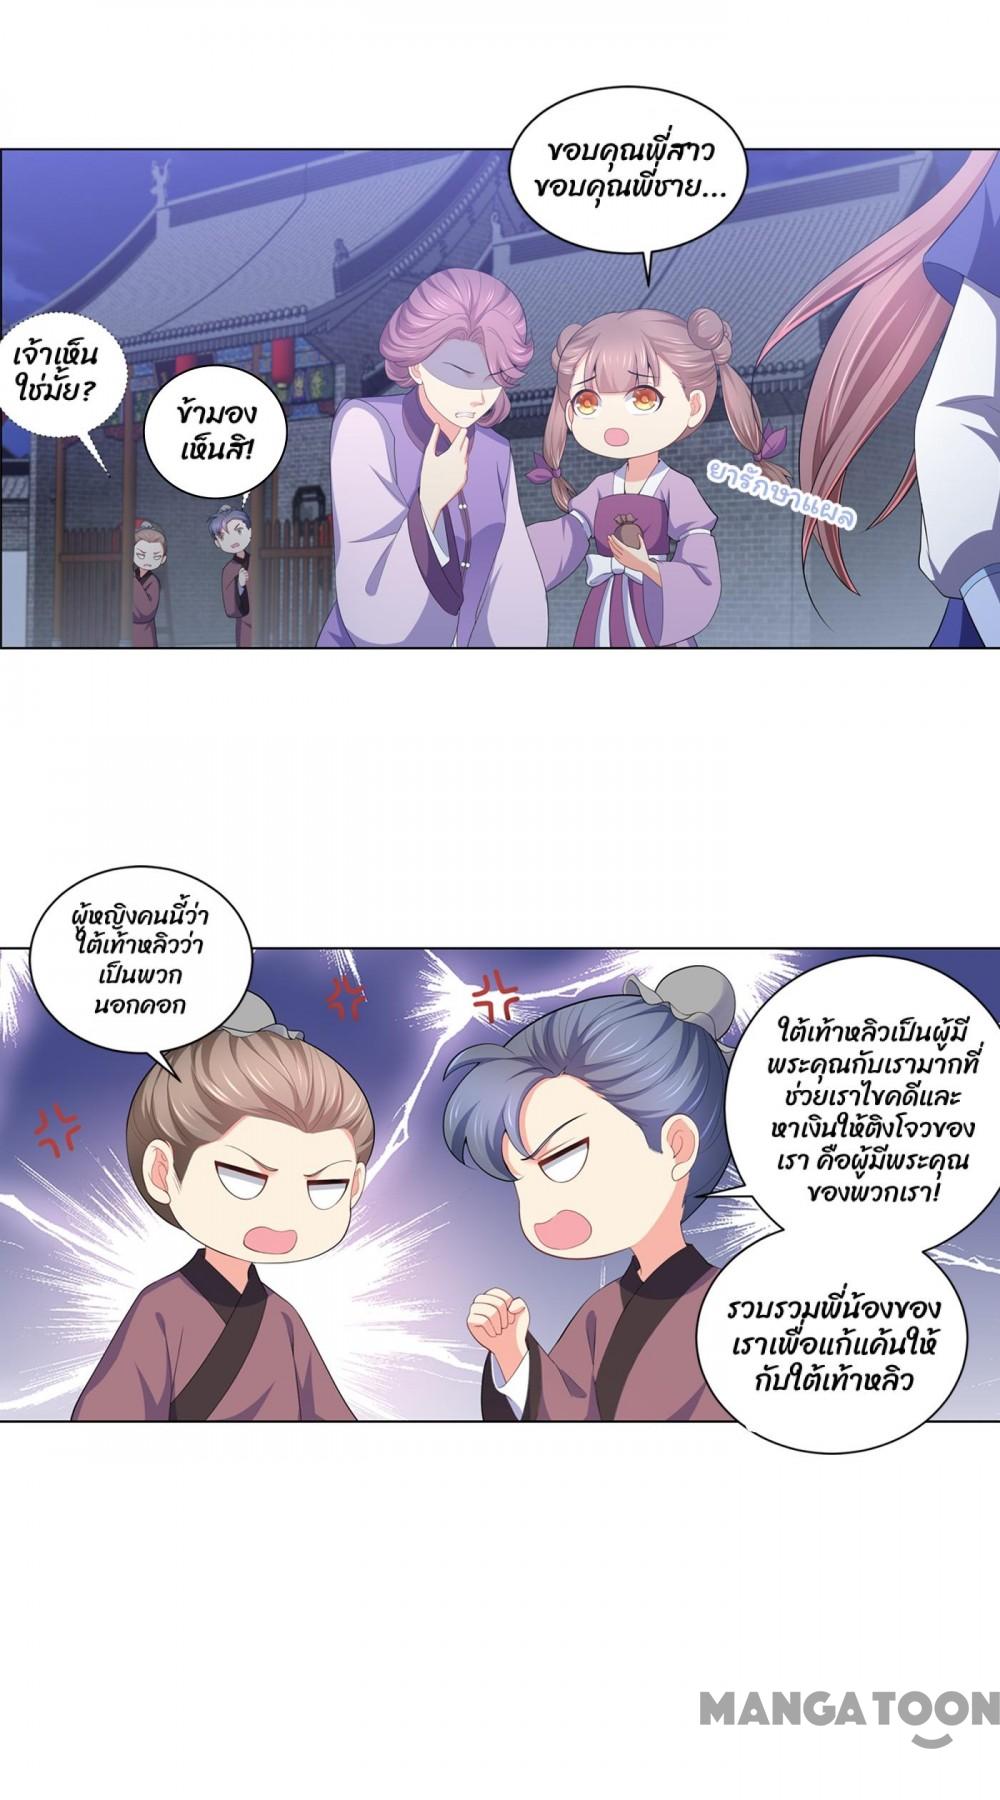 ขอบคุณพี่สาว
ขอบคุณพี่ชาย...
เจ้าเห็น
ใช่มั้ย?
ข้ามอง
เห็นสิ!
ยารักษาแผล
ผู้หญิงคนนี้ว่า
ใต้เท้าหลิวว่า
เป็นพวก
นอกคอก
ใต้เท้าหลิวเป็นผู้มี
พระคุณกับเรามากที่
ช่วยเราไขคดีและ
หาเงินให้ติงโจวของ
เรา คือผู้มีพระคุณ
ของพวกเรา!
รวบรวมพี่น้องของ
เราเพื่อแก้แค้นให้
กับใต้เท้าหลิว
MANGATOON